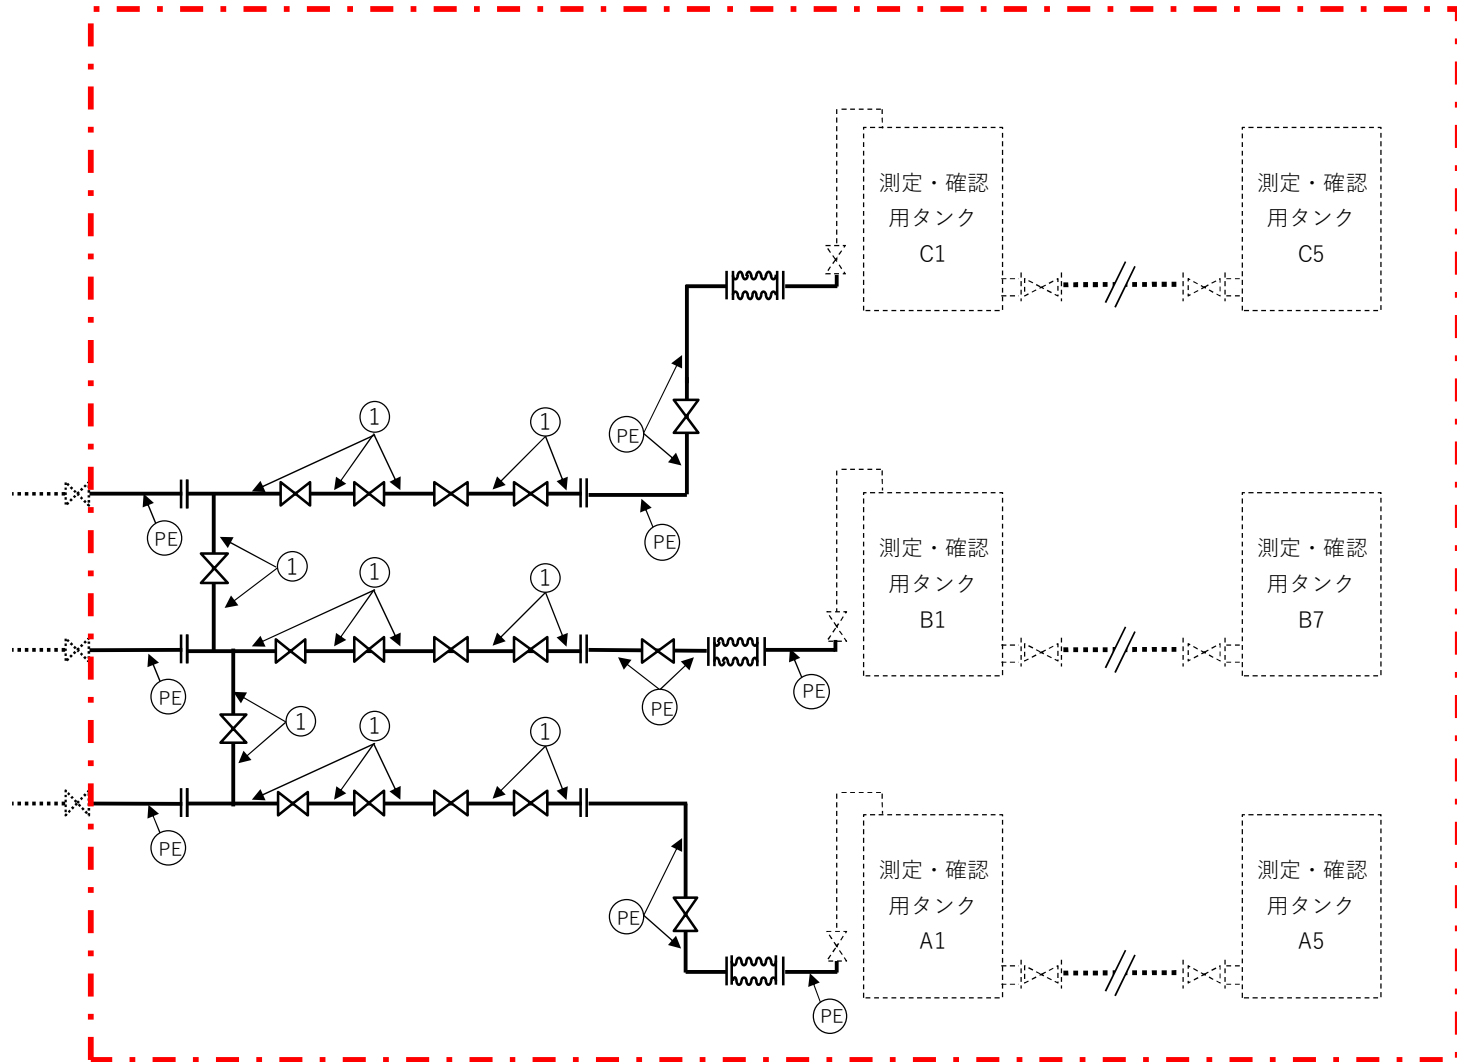 測定・確認
用タンク
C1
測定・確認
用タンク
C5
①
①
PE
PE
PE
①
測定・確認
用タンク
B1
測定・確認
用タンク
B7
①
①
PE
PE
PE
①
①
①
測定・確認
用タンク
A1
測定・確認
用タンク
A5
PE
PE
PE